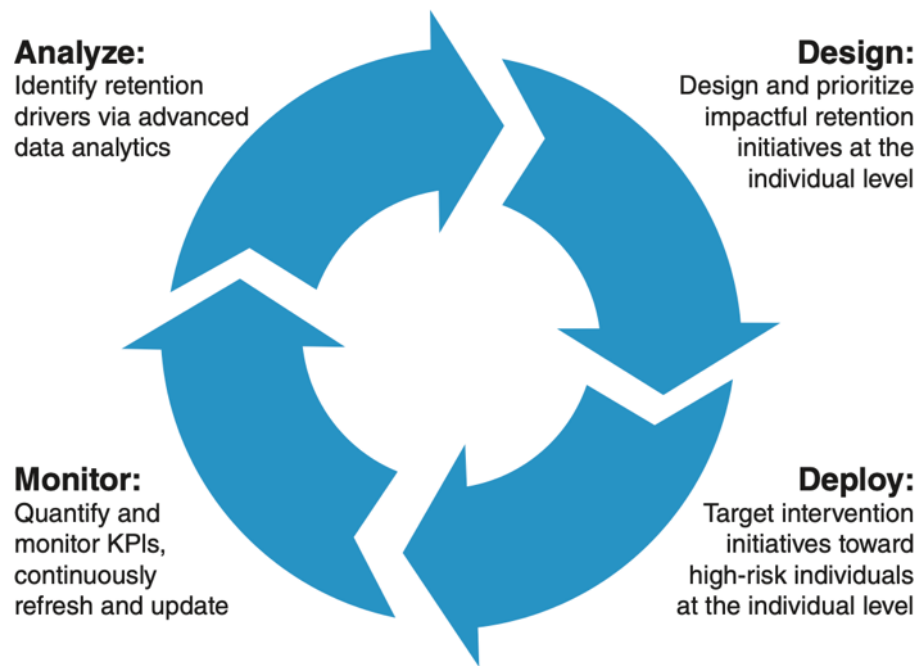 Analyze:
Identify retention
drivers via advanced
data analytics
Design:
Design and prioritize
impactful retention
initiatives at the
individual level
Monitor:
Quantify and
monitor KPIs,
continuously
refresh and update
Deploy:
Target intervention
initiatives toward
high-risk individuals
at the individual level